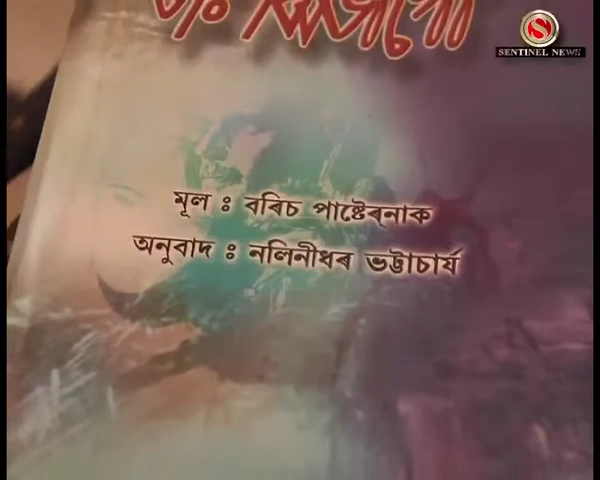 ডঃ জিভাগো
SENTINEL NEWS
মূল : বৰিচ পাষ্টেৰ্নাক
অনুবাদ : নলিনীধৰ ভট্টাচাৰ্য